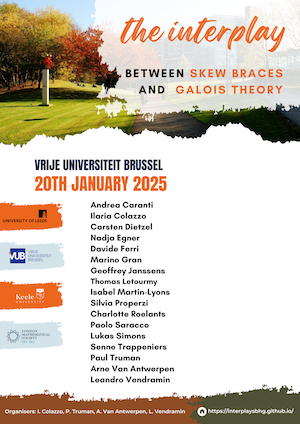 the interplay
BETWEEN SKEW BRACES
AND GALOIS THEORY
VRIJE UNIVERSITEIT BRUSSEL
20TH JANUARY 2025
UNIVERSITY OF LEEDS
VUB
VRIJE
UNIVERSITEIT
BRUSSEL
Keele
UNIVERSITY
LONDON
MATHEMATICAL
SOCIETY
Andrea Caranti
Ilaria Colazzo
Carsten Dietzel
Nadja Egner
Davide Ferri
Marino Gran
Geoffrey Janssens
Thomas Letourmy
Isabel Martin-Lyons
Silvia Properzi
Charlotte Roelants
Paolo Saracco
Lukas Simons
Senne Trappeniers
Paul Truman
Arne Van Antwerpen
Leandro Vendramin
Organisers: I. Colazzo, P. Truman, A. Van Antwerpen, L. Vendramin
https://interplaysbhg.github.io/